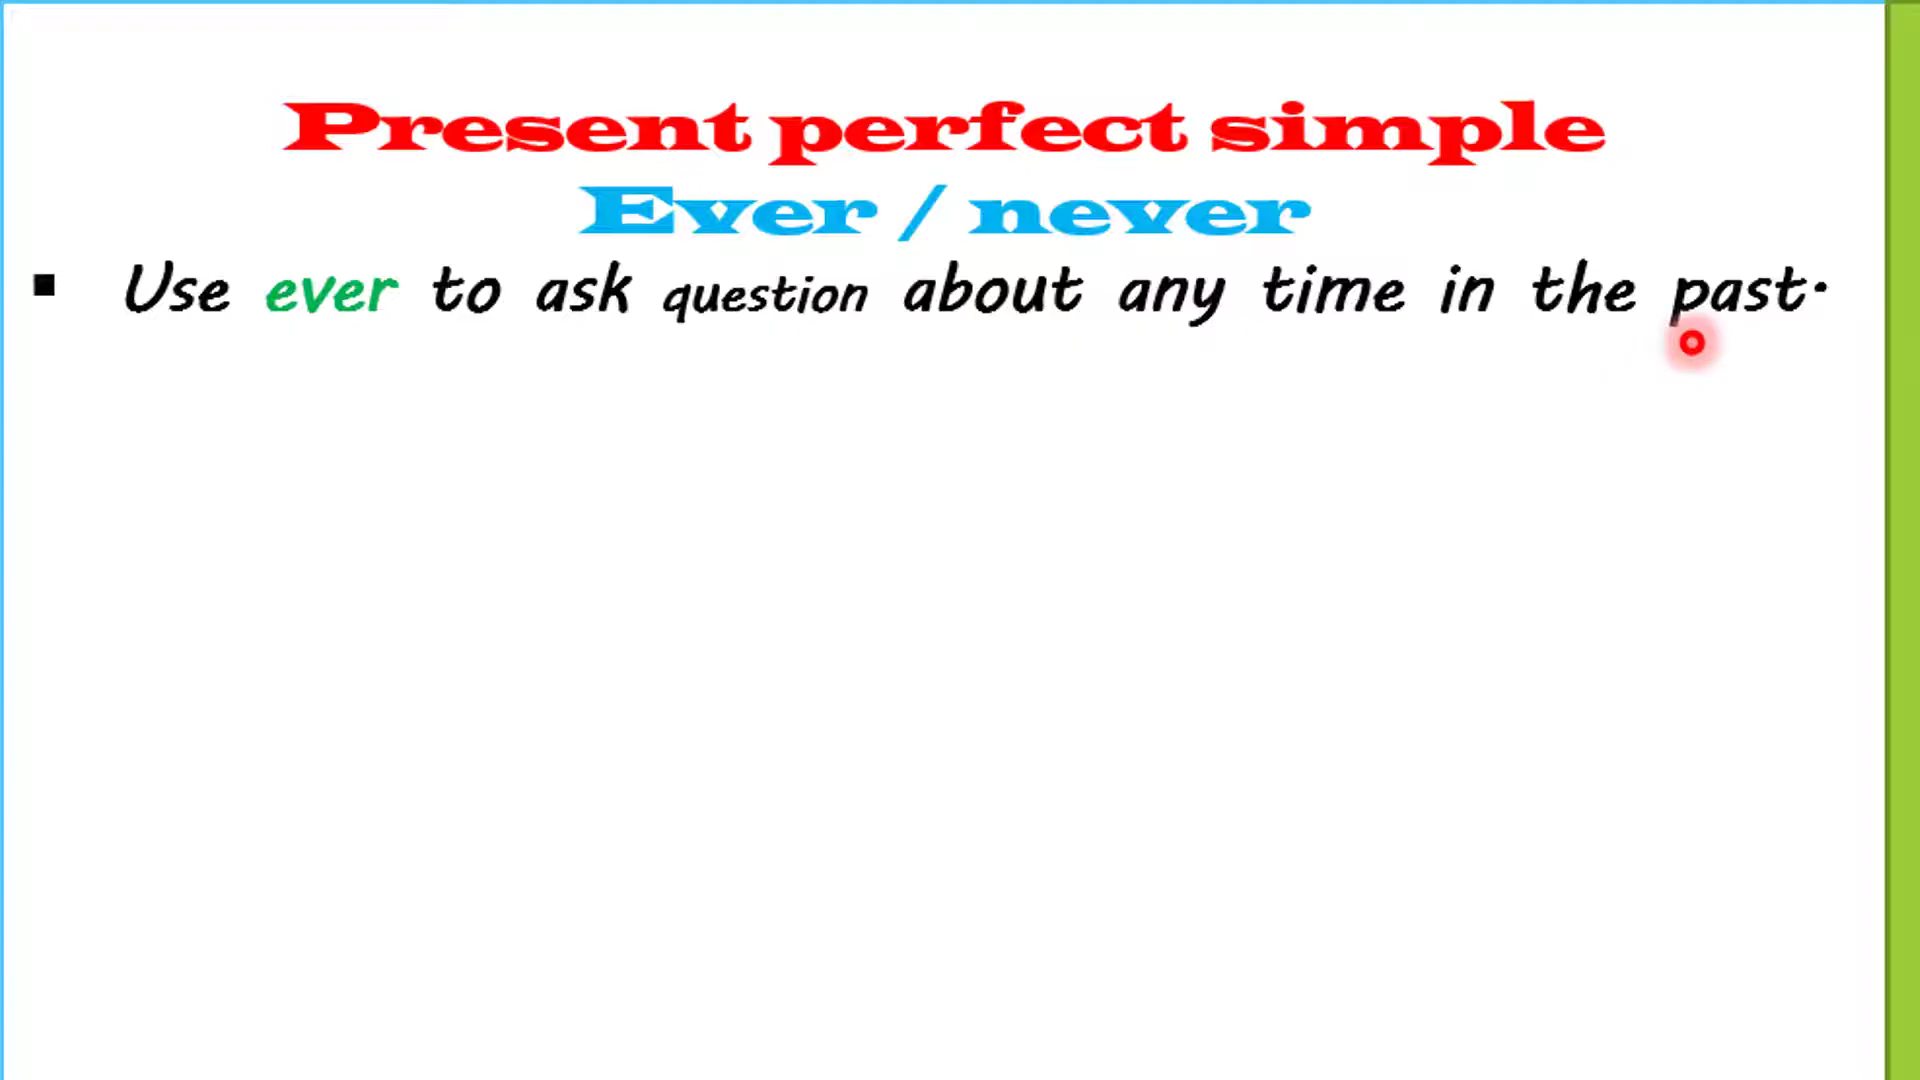 Present perfect simple
Ever / never
▪ Use ever to ask question about any time in the past.